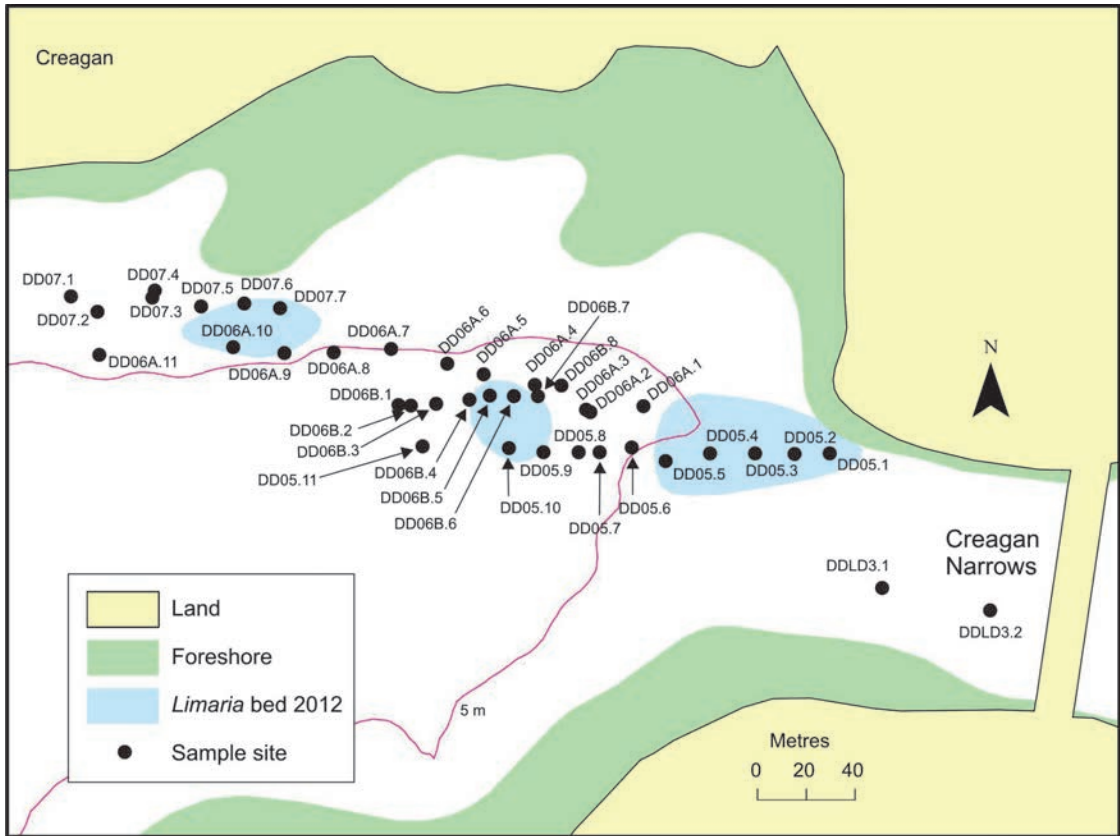 Creagan
DD07.1
DD07.2
DD07.4
DD07.3
DD07.5
DD07.6
DD07.7
DD06A.11
DD06A.10
DD06A.9
DD06A.8
DD06A.7
DD06A.6
DD06A.5
DD06A.4
DD06B.7
DD06B.8
DD06A.3
DD06A.2
DD06A.1
N
DD06B.1
DD06B.2
DD06B.3
DD05.11
DD06B.4
DD06B.5
DD06B.6
DD05.10
DD05.9
DD05.8
DD05.7
DD05.6
DD05.5
DD05.4
DD05.3
DD05.2
DD05.1
Creagan
Narrows
DDLD3.1
DDLD3.2
5 m
Land
Foreshore
Limaria bed 2012
Sample site
Metres
0 20 40